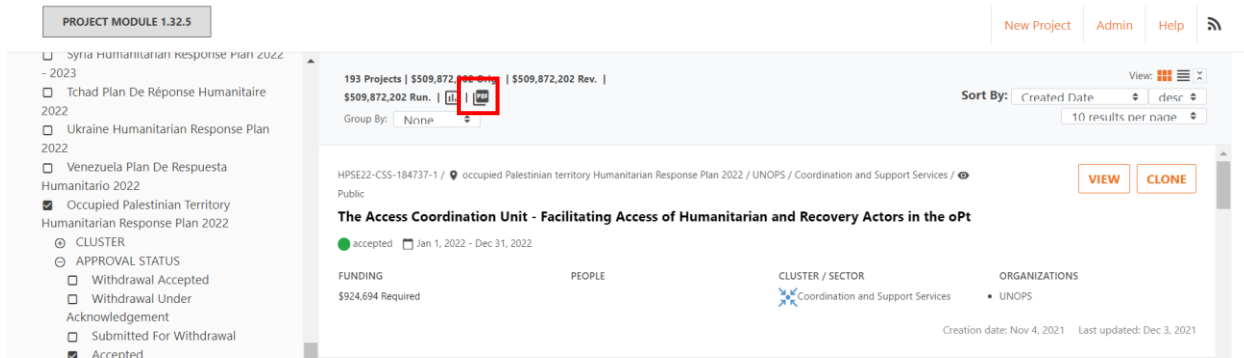 PROJECT MODULE 1.32.5
New Project
Admin
Help
Syria Humanitarian Response Plan 2022
- 2023
Tchad Plan De Réponse Humanitaire
2022
Ukraine Humanitarian Response Plan
2022
Venezuela Plan De Respuesta
Humanitario 2022
Occupied Palestinian Territory
Humanitarian Response Plan 2022
CLUSTER
APPROVAL STATUS
Withdrawal Accepted
Withdrawal Under
Acknowledgement
Submitted For Withdrawal
Accepted
193 Projects | $509,872,202 Orig. | $509,872,202 Rev. |
$509,872,202 Run. | | PDF
Group By: None
View:
Sort By: Created Date desc
10 results per page
HPSE22-CSS-184737-1 / occupied Palestinian territory Humanitarian Response Plan 2022 / UNOPS / Coordination and Support Services /
Public
VIEW
CLONE
The Access Coordination Unit - Facilitating Access of Humanitarian and Recovery Actors in the oPt
accepted Jan 1, 2022 - Dec 31, 2022
FUNDING
$924,694 Required
PEOPLE
CLUSTER / SECTOR
Coordination and Support Services
ORGANIZATIONS
• UNOPS
Creation date: Nov 4, 2021 Last updated: Dec 3, 2021